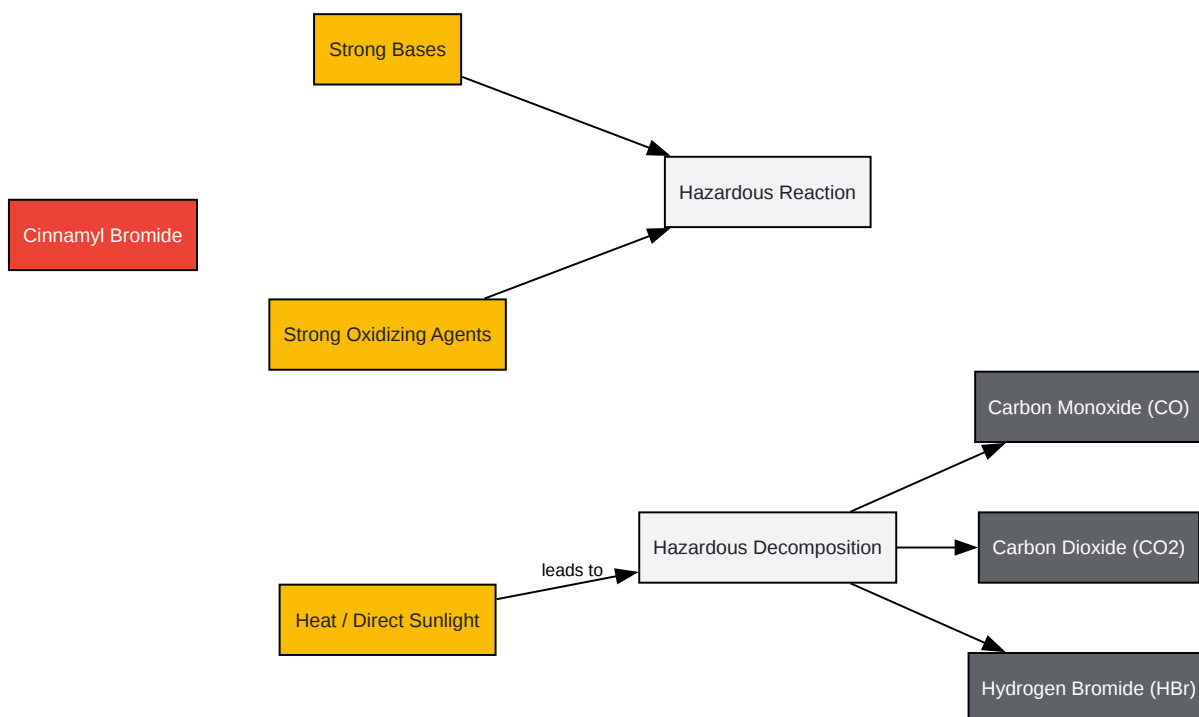 Strong Bases
Hazardous Reaction
Cinnamyl Bromide
Strong Oxidizing Agents
Carbon Monoxide (CO)
Hazardous Decomposition
Carbon Dioxide (CO2)
leads to
Heat / Direct Sunlight
Hydrogen Bromide (HBr)